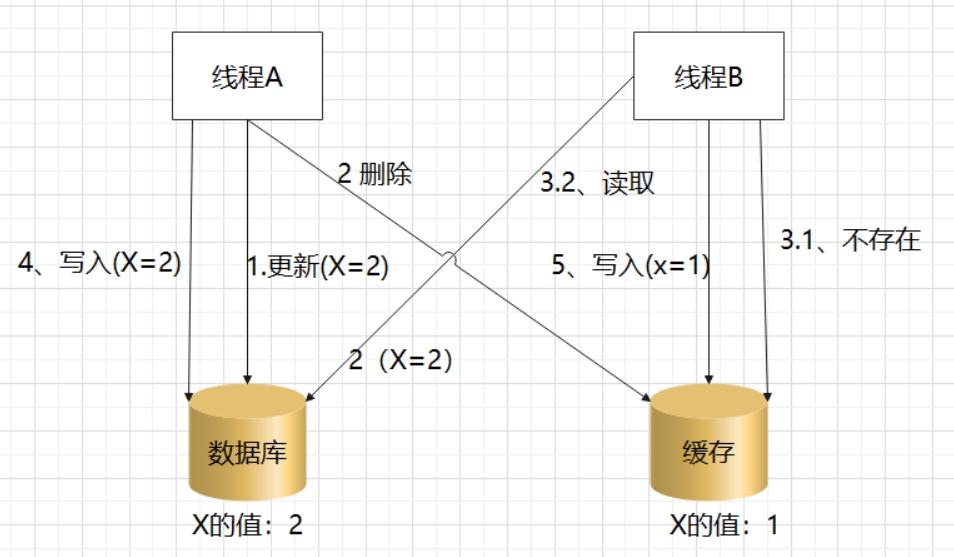 线程A
线程B
2 删除
3.2、读取
3.1、不存在
4、写入(X=2)
1.更新(X=2)
5、写入(x=1)
2（X=2）
数据库
缓存
X的值：2
X的值：1